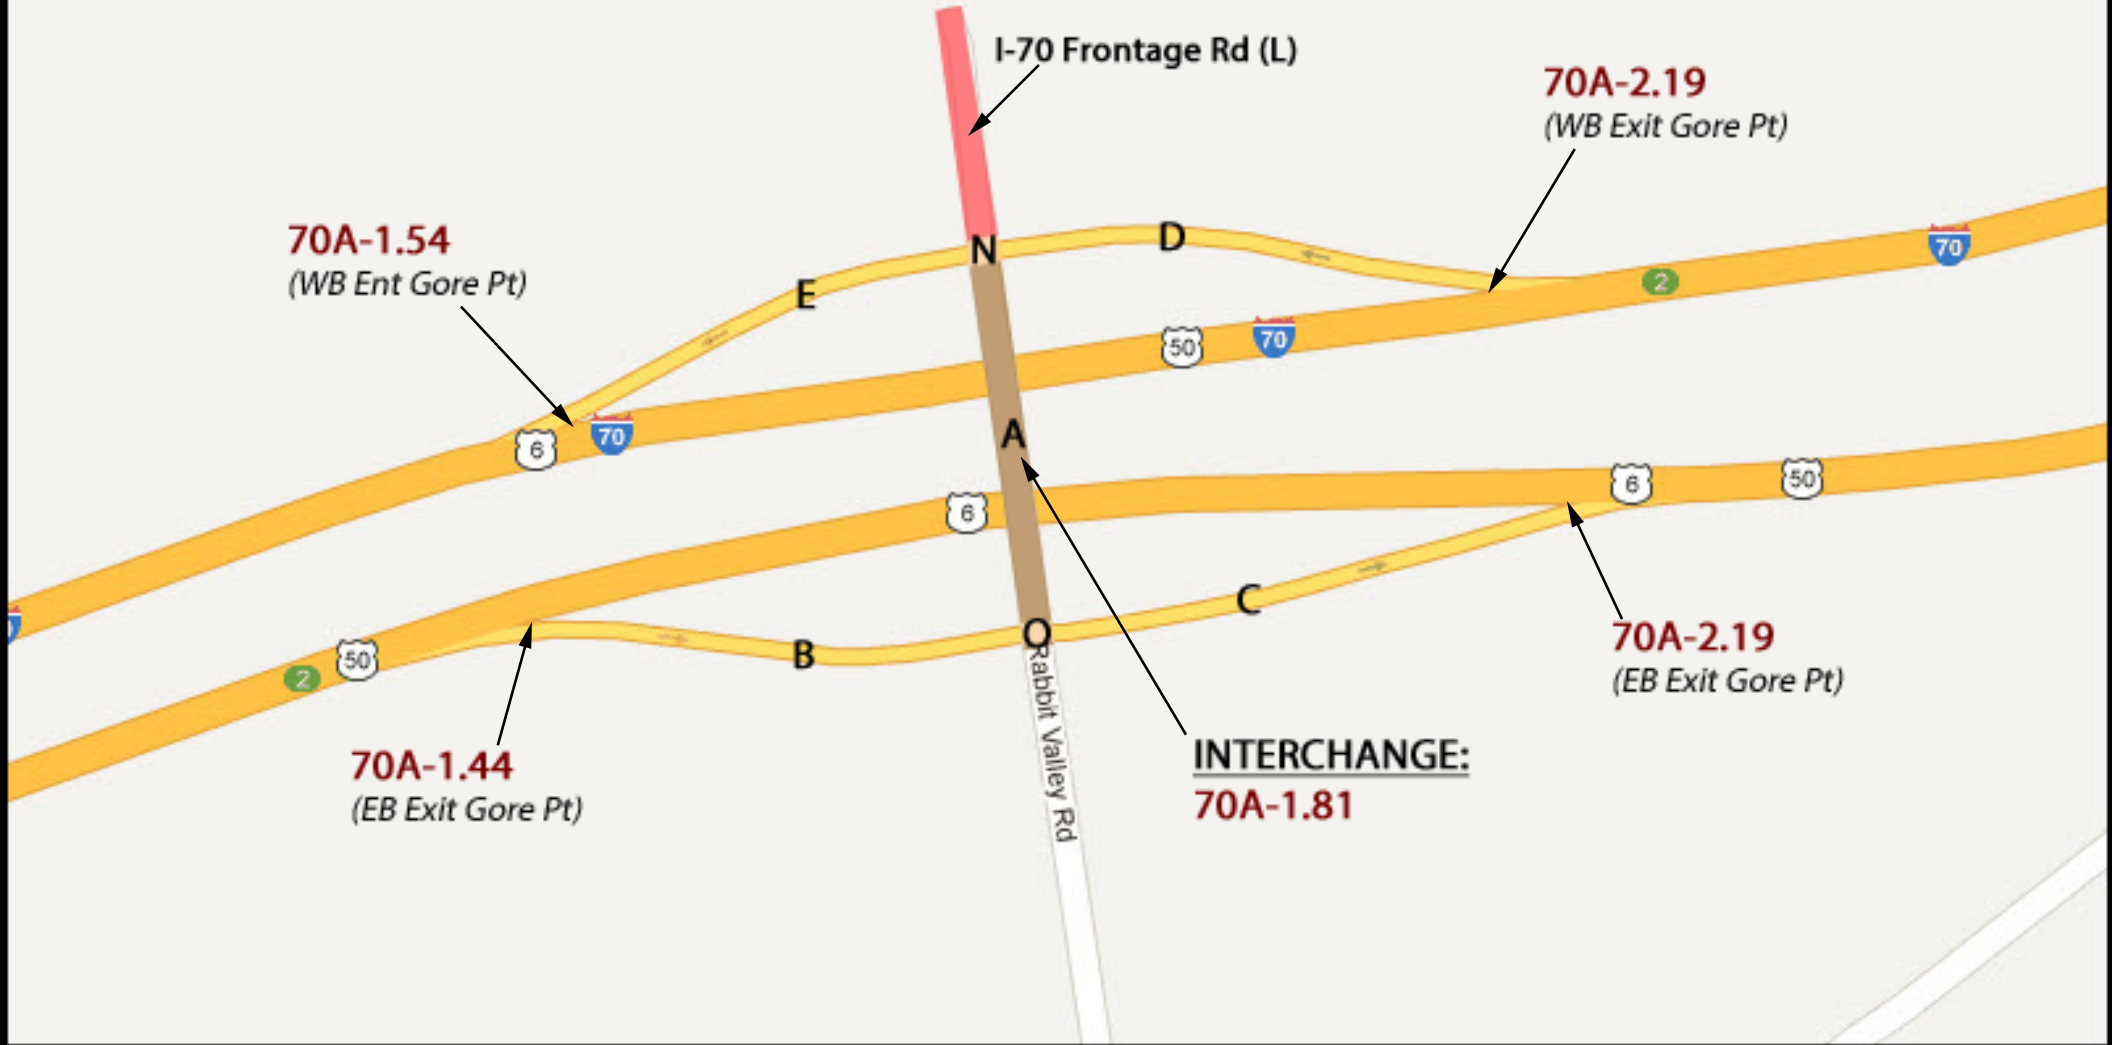 I-70 Frontage Rd (L)
70A-2.19
(WB Exit Gore Pt)
70A-1.54
(WB Ent Gore Pt)
N
D
E
70
2
50
70
6
70
A
6
6
50
C
O
B
50
2
Rabbit Valley Rd
70A-2.19
(EB Exit Gore Pt)
70A-1.44
(EB Exit Gore Pt)
INTERCHANGE:
70A-1.81